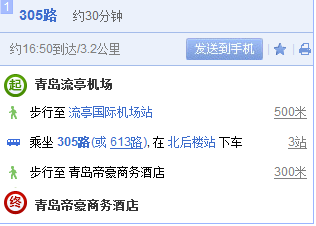 1 305路 约30分钟
约16:50到达/3.2公里 发送到手机
起 青岛流亭机场
步行至 流亭国际机场站 500米
乘坐 305路(或 613路), 在 北后楼站 下车 3站
步行至 青岛帝豪商务酒店 300米
终 青岛帝豪商务酒店